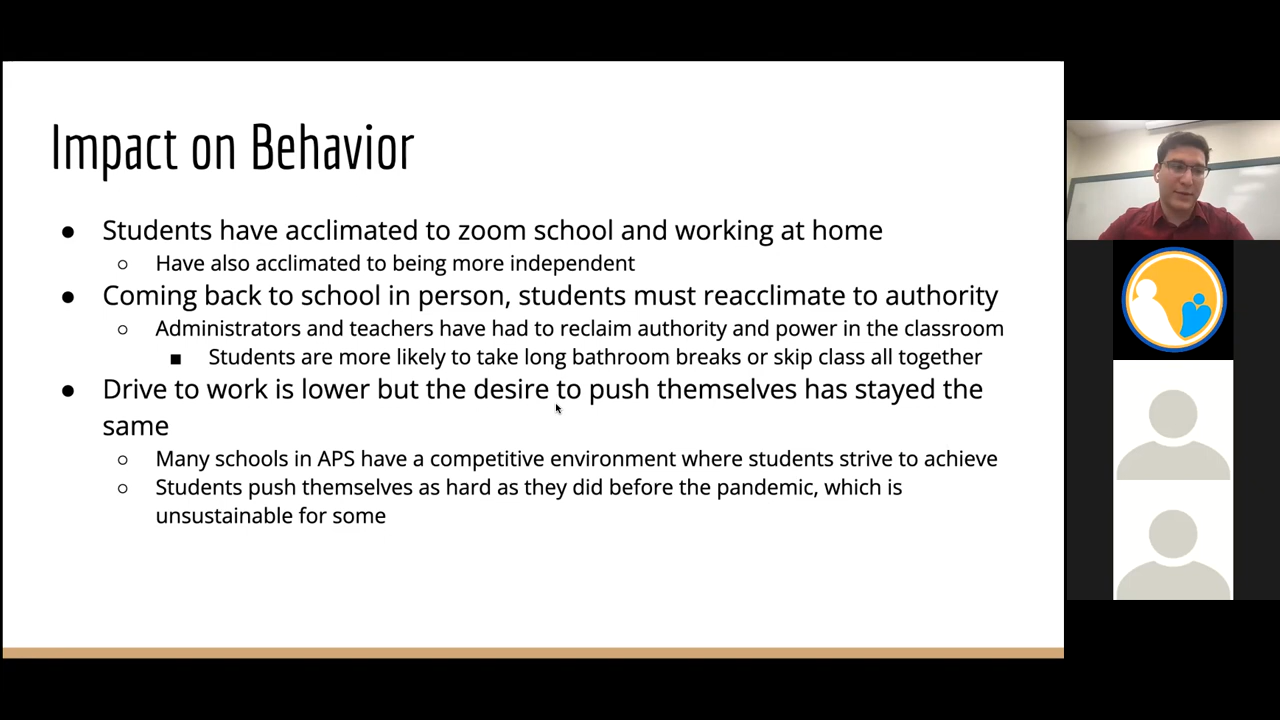 Impact on Behavior
● Students have acclimated to zoom school and working at home
○ Have also acclimated to being more independent
● Coming back to school in person, students must reacclimate to authority
○ Administrators and teachers have had to reclaim authority and power in the classroom
■ Students are more likely to take long bathroom breaks or skip class all together
● Drive to work is lower but the desire to push themselves has stayed the
same
○ Many schools in APS have a competitive environment where students strive to achieve
○ Students push themselves as hard as they did before the pandemic, which is
unsustainable for some